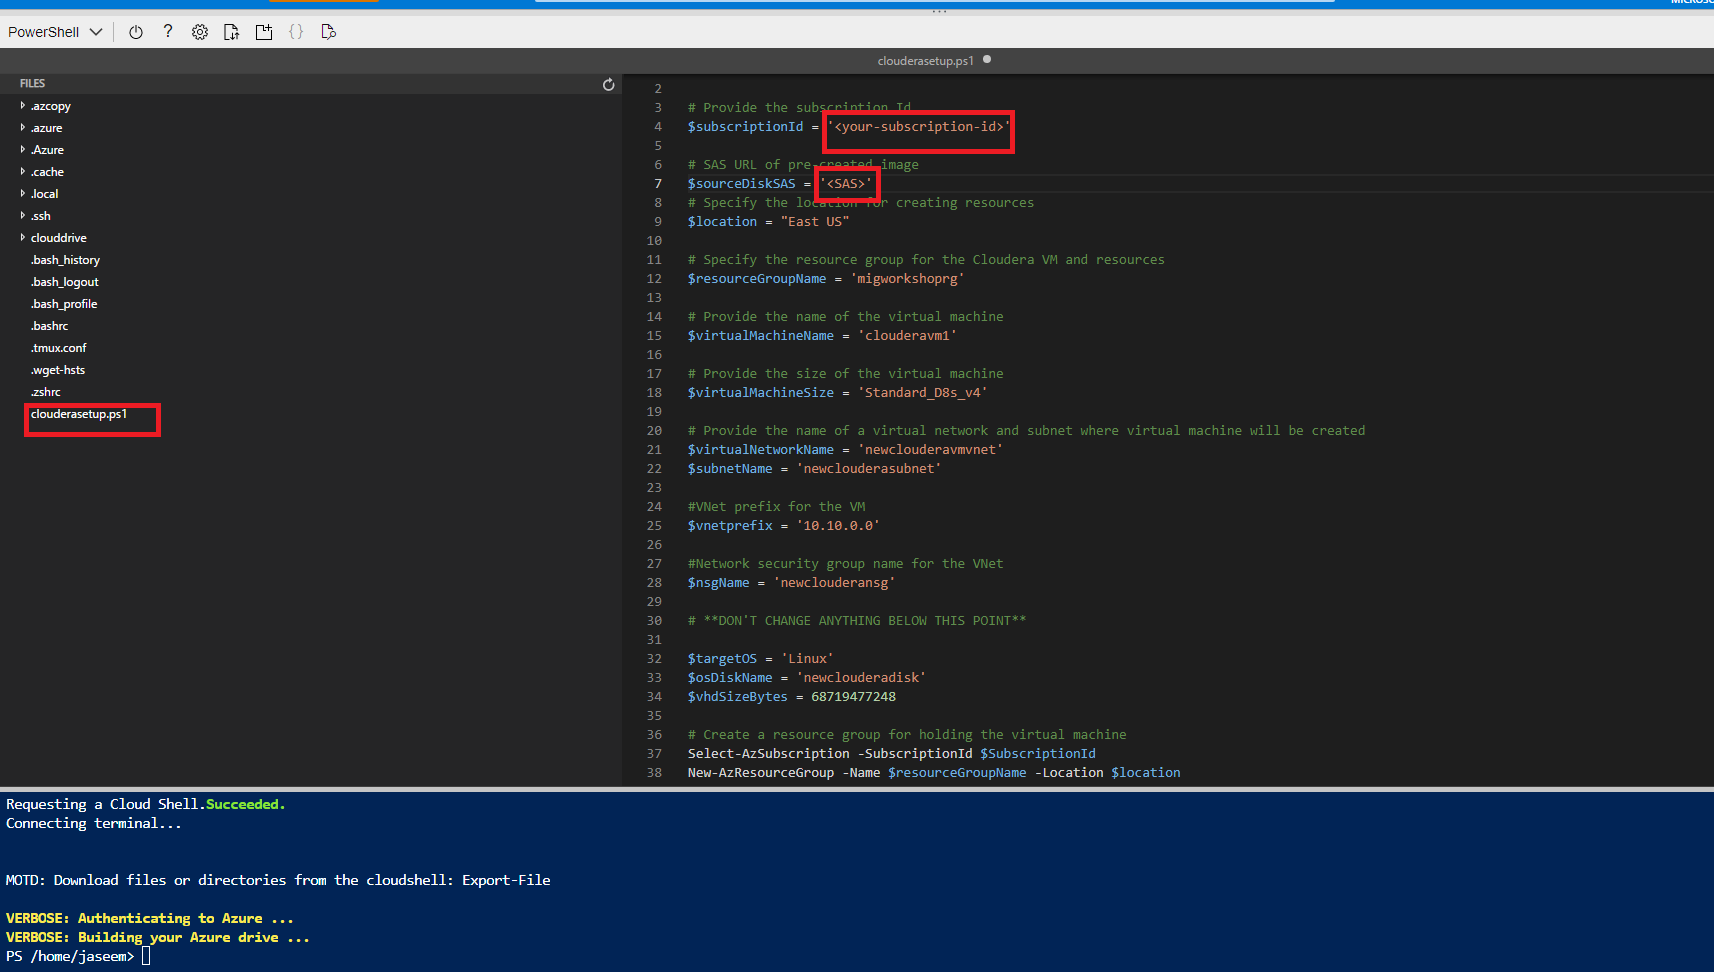 PowerShell
clouderasetup.ps1
FILES
.azcopy
.azure
.Azure
.cache
.local
.ssh
clouddrive
.bash_history
.bash_logout
.bash_profile
.bashrc
.tmux.conf
.wget-hsts
.zshrc
clouderasetup.ps1
2
3 # Provide the subscription Id
4 $subscriptionId = '<your-subscription-id>'
5
6 # SAS URL of pre-created image
7 $sourceDiskSAS = '<SAS>'
8 # Specify the location for creating resources
9 $location = "East US"
10
11 # Specify the resource group for the Cloudera VM and resources
12 $resourceGroupName = 'migworkshoprg'
13
14 # Provide the name of the virtual machine
15 $virtualMachineName = 'clouderavm1'
16
17 # Provide the size of the virtual machine
18 $virtualMachineSize = 'Standard_D8s_v4'
19
20 # Provide the name of a virtual network and subnet where virtual machine will be created
21 $virtualNetworkName = 'newclouderavmvnet'
22 $subnetName = 'newclouderasubnet'
23
24 #VNet prefix for the VM
25 $vnetprefix = '10.10.0.0'
26
27 #Network security group name for the VNet
28 $nsgName = 'newclouderansg'
29
30 # **DON'T CHANGE ANYTHING BELOW THIS POINT**
31
32 $targetOS = 'Linux'
33 $osDiskName = 'newclouderadisk'
34 $vhdSizeBytes = 68719477248
35
36 # Create a resource group for holding the virtual machine
37 Select-AzSubscription -SubscriptionId $SubscriptionId
38 New-AzResourceGroup -Name $resourceGroupName -Location $location
Requesting a Cloud Shell.Succeeded.
Connecting terminal...
MOTD: Download files or directories from the cloudshell: Export-File
VERBOSE: Authenticating to Azure ...
VERBOSE: Building your Azure drive ...
PS /home/jaseem>